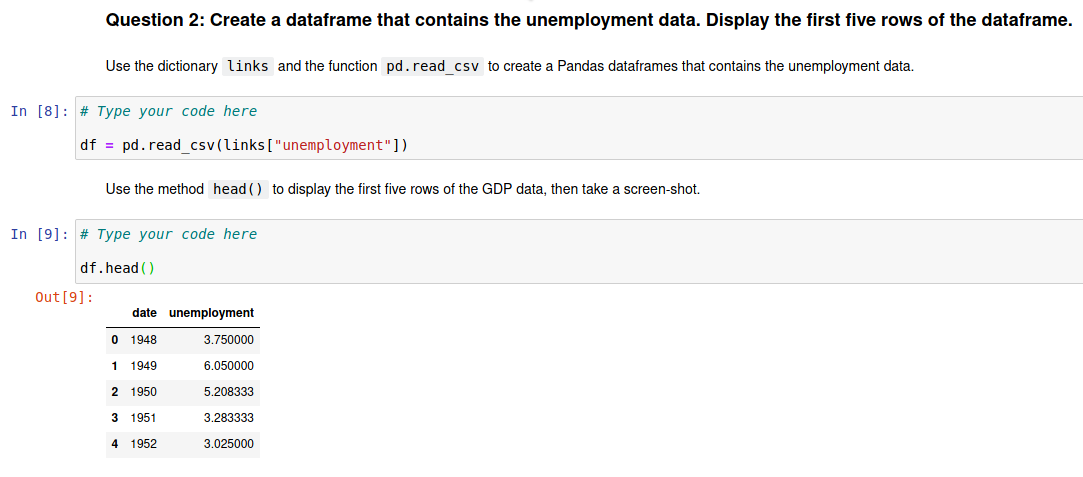 Question 2: Create a dataframe that contains the unemployment data. Display the first five rows of the dataframe.
Use the dictionary links and the function pd.read_csv to create a Pandas dataframes that contains the unemployment data.
In [8]: # Type your code here
df = pd.read_csv(links["unemployment"])
Use the method head() to display the first five rows of the GDP data, then take a screen-shot.
In [9]: # Type your code here
df.head()
Out[9]:
date unemployment
0 1948 3.750000
1 1949 6.050000
2 1950 5.208333
3 1951 3.283333
4 1952 3.025000